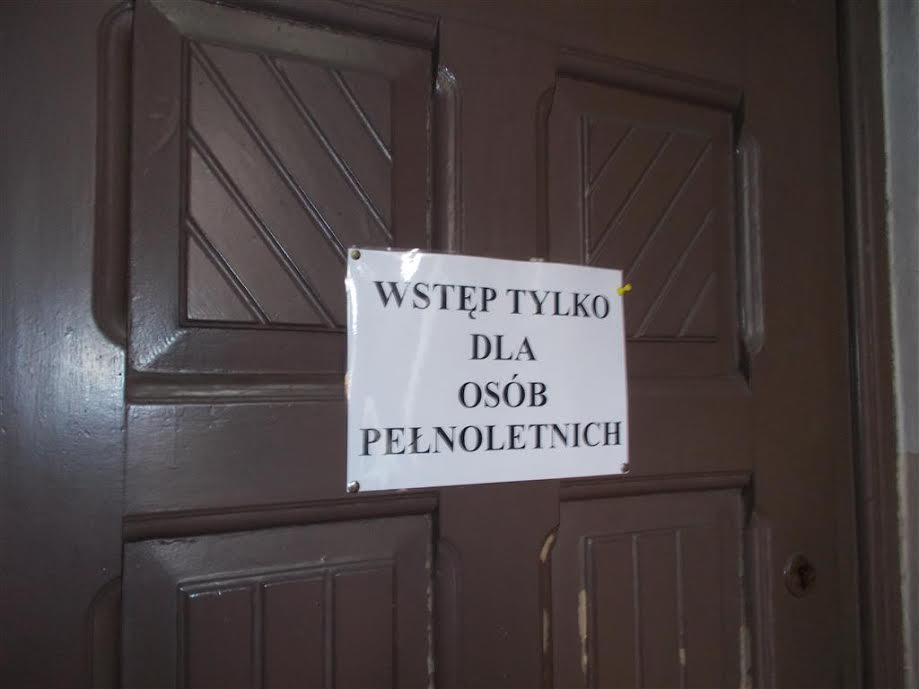 WSTĘP TYLKO
DLA
OSÓB
PEŁNOLETNICH